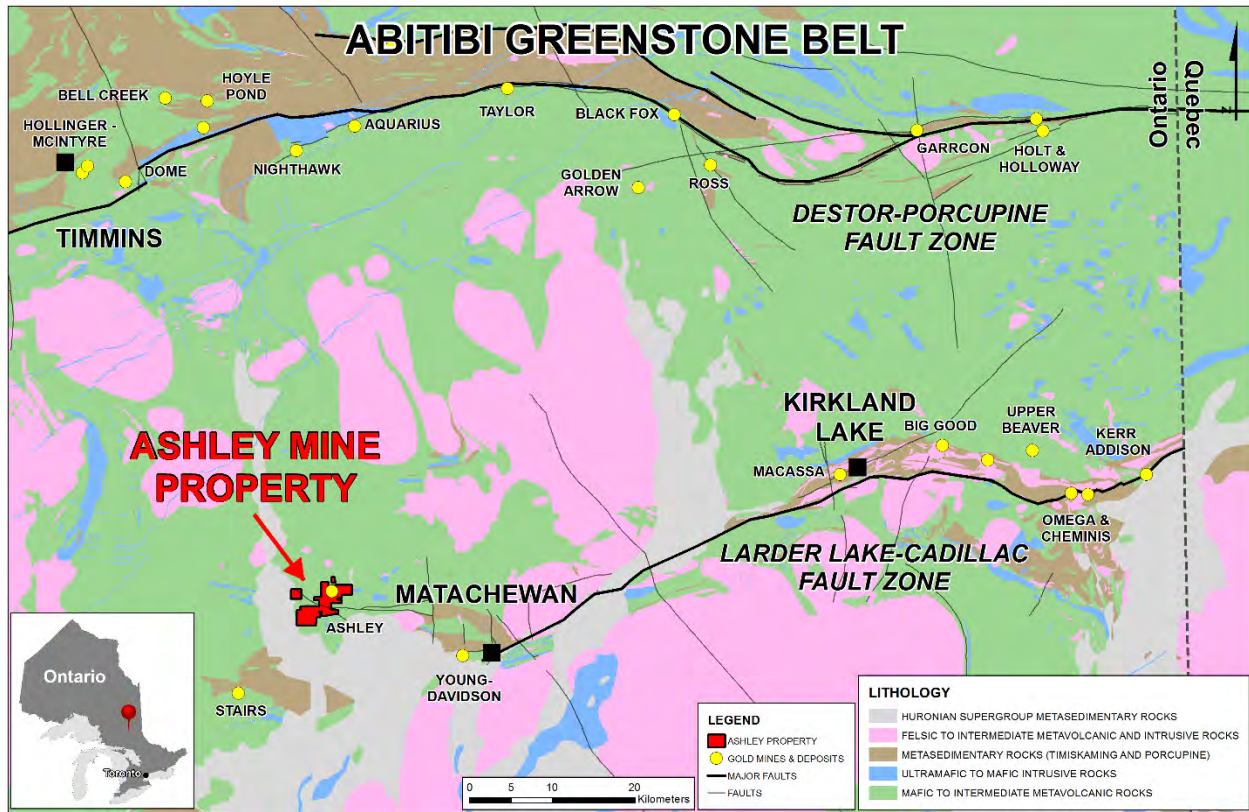 ABITIBI GREENSTONE BELT
HOYLE
POND
BELL CREEK
HOLLINGER -
MCINTYRE
DOME
NIGHTHAWK
AQUARIUS
TAYLOR
BLACK FOX
GOLDEN
ARROW
ROSS
GARRCON
HOLT &
HOLLOWAY
Ontario
Quebec
N
TIMMINS
DESTOR-PORCUPINE
FAULT ZONE
ASHLEY MINE
PROPERTY
KIRKLAND
LAKE
MACASSA
BIG GOOD
UPPER
BEAVER
KERR
ADDISON
OMEGA &
CHEMINIS
LARDER LAKE-CADILLAC
FAULT ZONE
MATACHEWAN
ASHLEY
YOUNG-
DAVIDSON
STAIRS
Ontario
Toronto
0 5 10 20
Kilometers
LEGEND
ASHLEY PROPERTY
GOLD MINES & DEPOSITS
MAJOR FAULTS
FAULTS
LITHOLOGY
HURONIAN SUPERGROUP METASEDIMENTARY ROCKS
FELSIC TO INTERMEDIATE METAVOLCANIC AND INTRUSIVE ROCKS
METASEDIMENTARY ROCKS (TIMISKAMING AND PORCUPINE)
ULTRAMAFIC TO MAFIC INTRUSIVE ROCKS
MAFIC TO INTERMEDIATE METAVOLCANIC ROCKS